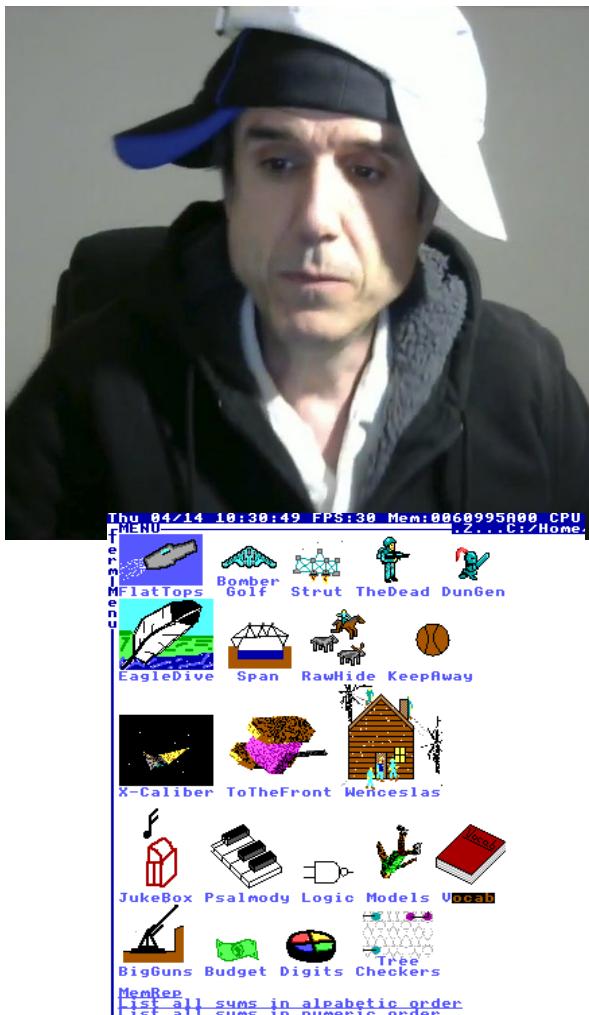 Thu 04/14 10:30:49 FPS:30 Mem:0060995A00 CPU
MENU .Z...C:/Home
TermMenu
FlatTops Bomber Golf Strut TheDead DunGen
EagleDive Span RawHide KeepAway
X-Caliber ToTheFront Wenceslas
Vocab
JukeBox Psalmody Logic Models Vocab
BigGuns Budget Digits Tree Checkers
MemRep
List all syms in alpabetic order
List all syms in numeric order